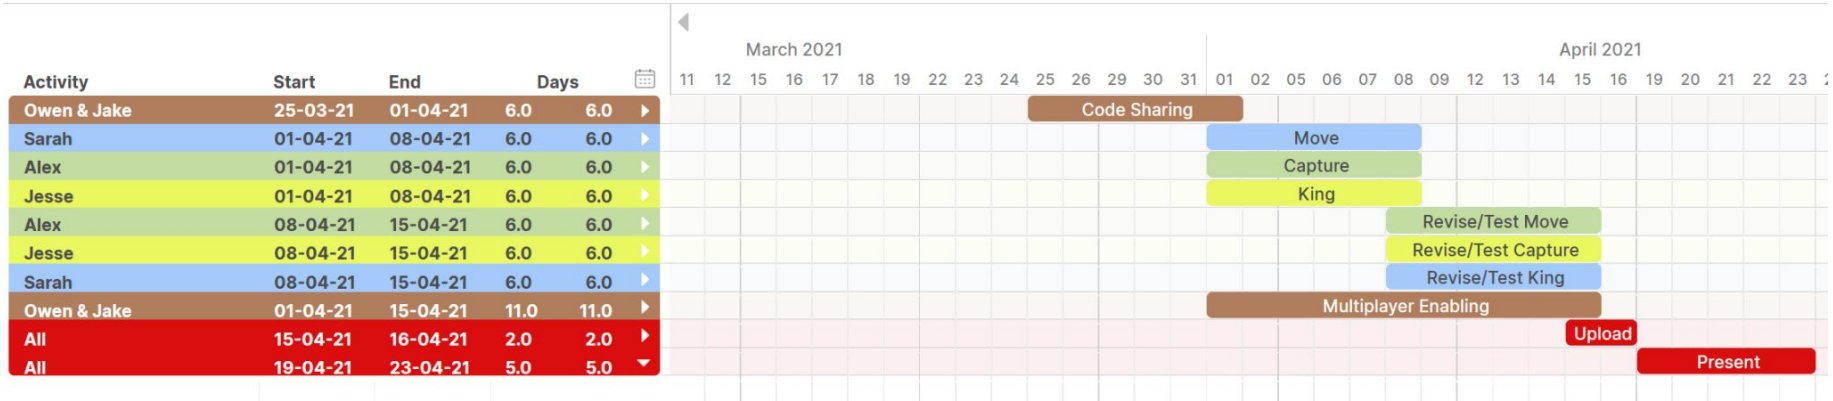 March 2021 April 2021
Activity Start End Days 11 12 15 16 17 18 19 22 23 24 25 26 29 30 31 01 02 05 06 07 08 09 12 13 14 15 16 19 20 21 22 23
Owen & Jake 25-03-21 01-04-21 6.0 6.0 Code Sharing
Sarah 01-04-21 08-04-21 6.0 6.0 Move
Alex 01-04-21 08-04-21 6.0 6.0 Capture
Jesse 01-04-21 08-04-21 6.0 6.0 King
Alex 08-04-21 15-04-21 6.0 6.0 Revise/Test Move
Jesse 08-04-21 15-04-21 6.0 6.0 Revise/Test Capture
Sarah 08-04-21 15-04-21 6.0 6.0 Revise/Test King
Owen & Jake 01-04-21 15-04-21 11.0 11.0 Multiplayer Enabling
All 15-04-21 16-04-21 2.0 2.0 Upload
All 19-04-21 23-04-21 5.0 5.0 Present